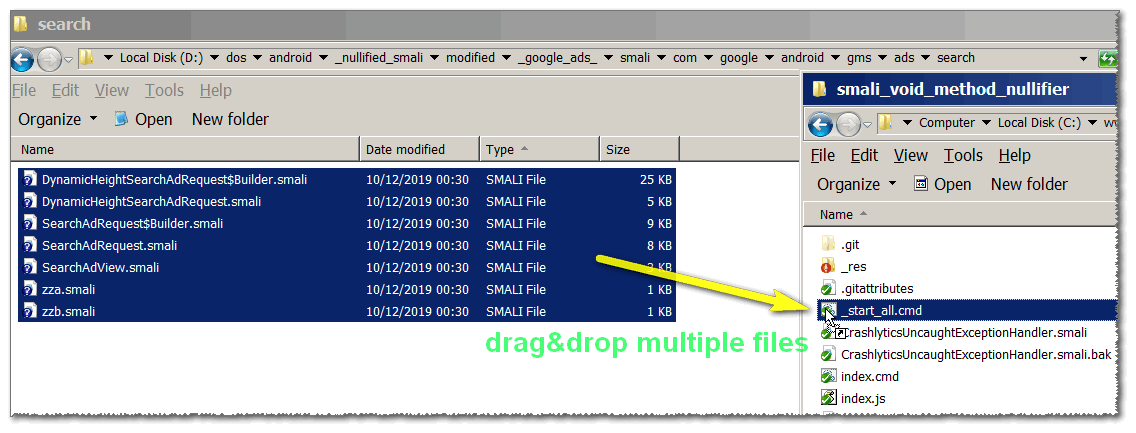 search
Local Disk (D:) dos android _nullified_smali modified _google_ads_ smali com google android gms ads search
File Edit View Tools Help
Organize Open New folder
Name Date modified Type Size
DynamicHeightSearchAdRequest$Builder.smali 10/12/2019 00:30 SMALI File 25 KB
DynamicHeightSearchAdRequest.smali 10/12/2019 00:30 SMALI File 5 KB
SearchAdRequest$Builder.smali 10/12/2019 00:30 SMALI File 9 KB
SearchAdRequest.smali 10/12/2019 00:30 SMALI File 8 KB
SearchAdView.smali 10/12/2019 00:30 SMALI File KB
zza.smali 10/12/2019 00:30 SMALI File 1 KB
zzb.smali 10/12/2019 00:30 SMALI File 1 KB
drag&drop multiple files
smali_void_method_nullifier
Computer Local Disk (C:)
File Edit View Tools Help
Organize Open New folder
Name
.git
_res
.gitattributes
_start_all.cmd
CrashlyticsUncaughtExceptionHandler.smali
CrashlyticsUncaughtExceptionHandler.smali.bak
index.cmd
index.js